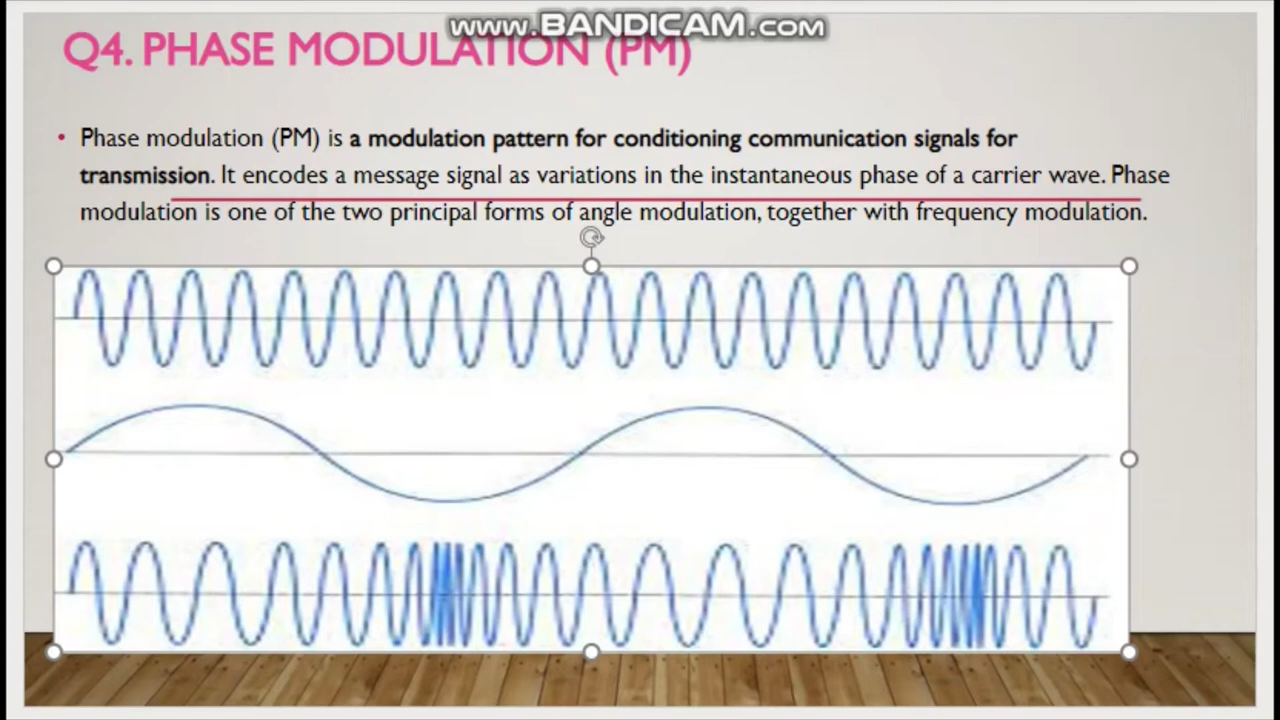 www.BANDICAM.com
Q4. PHASE MODULATION (PM)
• Phase modulation (PM) is a modulation pattern for conditioning communication signals for
transmission. It encodes a message signal as variations in the instantaneous phase of a carrier wave. Phase
modulation is one of the two principal forms of angle modulation, together with frequency modulation.